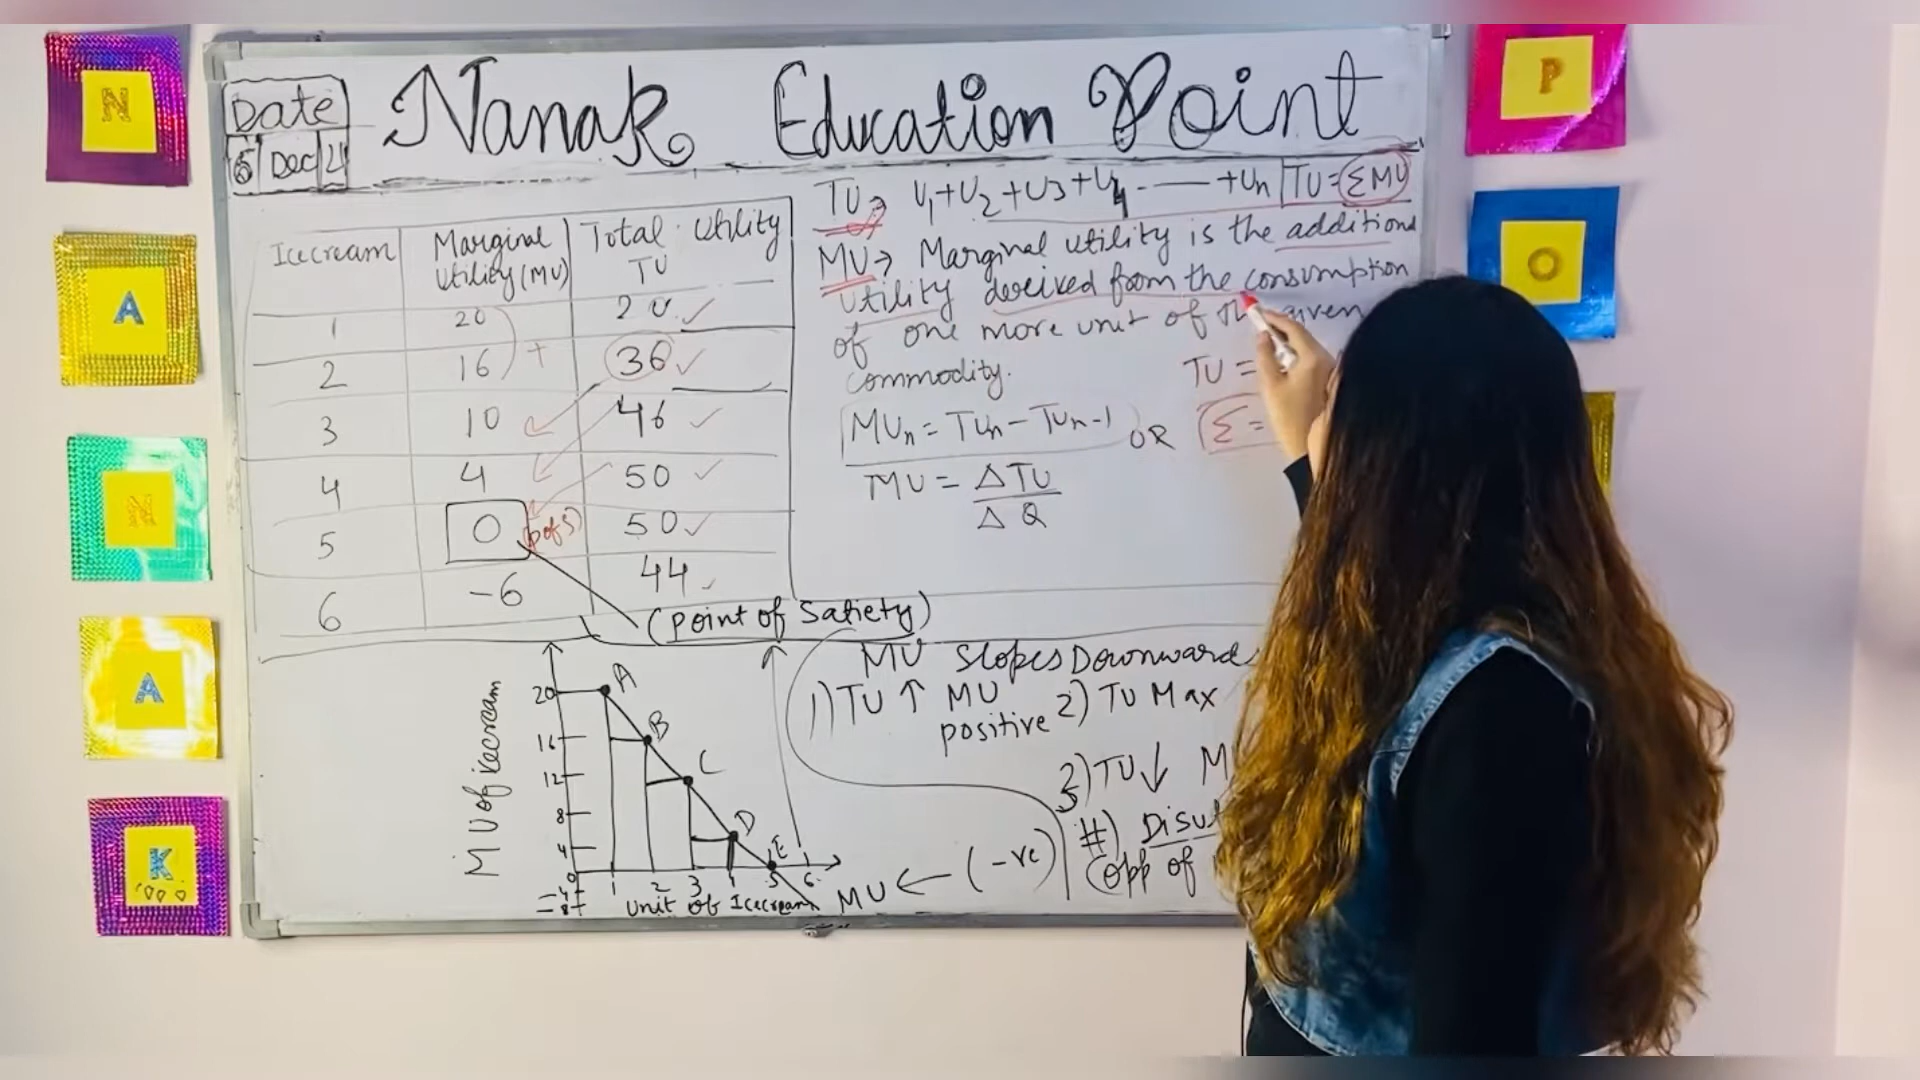 Nanak Education Point
Date
6 Dec 21
Icecream | Marginal Utility (MU) | Total Utility TU
1 | 20 | 20
2 | 16 | 36
3 | 10 | 46
4 | 4 | 50
5 | 0 (pofs) | 50
6 | -6 | 44
+
(point of Satiety)
TU → U1+U2+U3+U4 - — +Un TU=ΣMU
MU → Marginal utility is the additional
utility derived from the consumption
of one more unit of the given
commodity.
TU =
MUn = TUn - TUn-1 OR Σ =
MU = ΔTU
ΔQ
MU Slopes Downwards
1) TU ↑ MU positive
2) TU Max
3) TU ↓ M
#)
(opp of
MU ← (-ve)
MU of icecream
20
16
12
8
4
0
-4
-8
A
B
C
D
E
1 2 3 4 5 6
Unit of Icecream
N
A
N
A
K
P
O